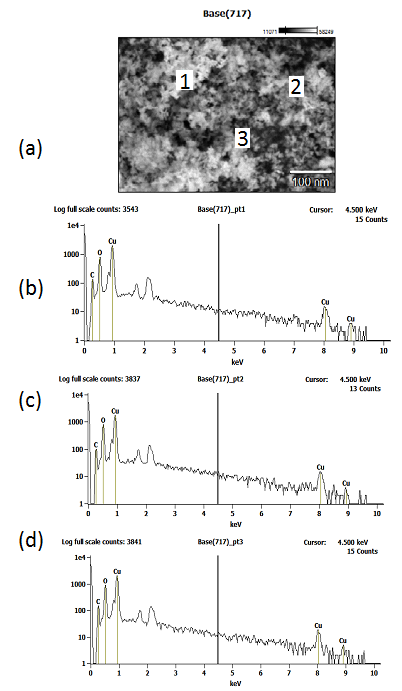 Base(717)
11071 58249
1
2
3
100 nm
(a)
Log full scale counts: 3543 Base(717)_pt1 Cursor: 4.500 keV
15 Counts
(b)
1e4
1000
100
10
1
C O Cu Cu Cu
0 1 2 3 4 5 6 7 8 9 10
keV
Log full scale counts: 3837 Base(717)_pt2 Cursor: 4.500 keV
13 Counts
(c)
1e4
1000
100
10
1
C O Cu Cu Cu
0 1 2 3 4 5 6 7 8 9 10
keV
Log full scale counts: 3841 Base(717)_pt3 Cursor: 4.500 keV
15 Counts
(d)
1e4
1000
100
10
1
C O Cu Cu Cu
0 1 2 3 4 5 6 7 8 9 10
keV